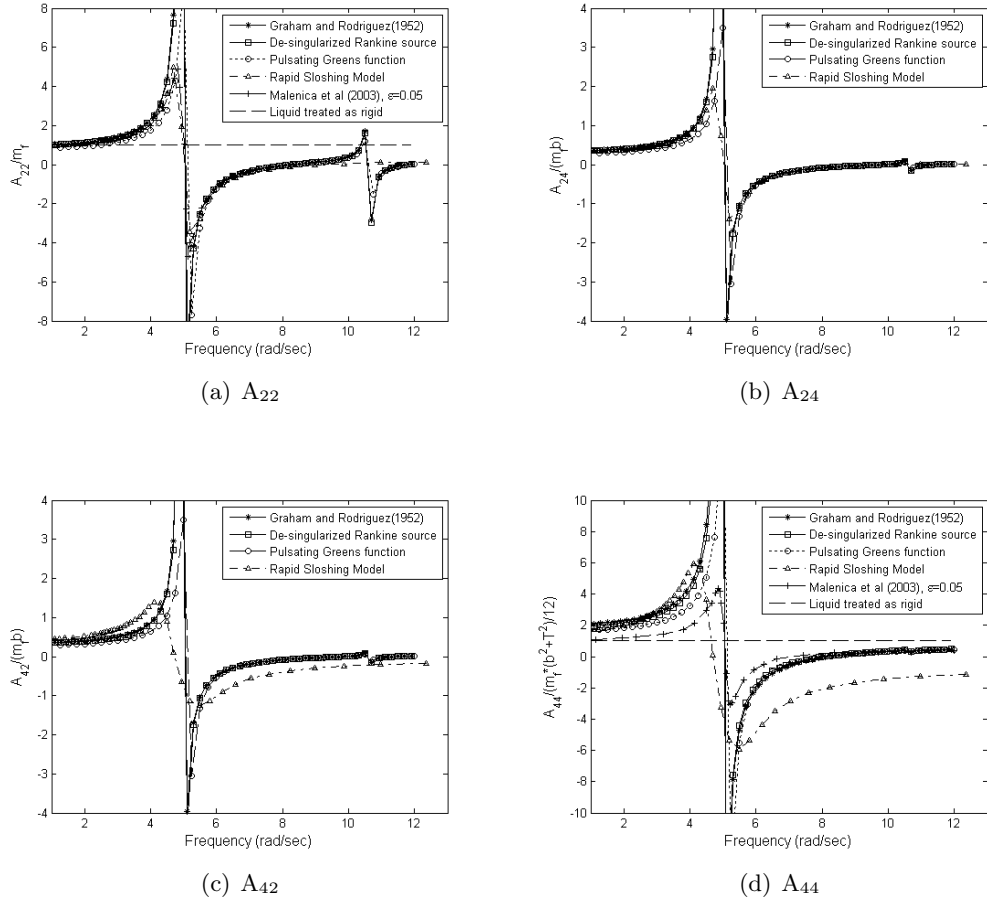 8
6
4
2
0
-2
-4
-6
-8
2 4 6 8 10 12
A22/mf
Frequency (rad/sec)
Graham and Rodriguez(1952)
De-singularized Rankine source
Pulsating Greens function
Rapid Sloshing Model
Malenica et al (2003), ε=0.05
Liquid treated as rigid
(a) A22
4
3
2
1
0
-1
-2
-3
-4
2 4 6 8 10 12
A24/(mfb)
Frequency (rad/sec)
Graham and Rodriguez(1952)
De-singularized Rankine source
Pulsating Greens function
Rapid Sloshing Model
(b) A24
4
3
2
1
0
-1
-2
-3
-4
2 4 6 8 10 12
A42/(mfb)
Frequency (rad/sec)
Graham and Rodriguez(1952)
De-singularized Rankine source
Pulsating Greens function
Rapid Sloshing Model
(c) A42
10
8
6
4
2
0
-2
-4
-6
-8
-10
2 4 6 8 10 12
A44/(mf*(b²+T²)/12)
Frequency (rad/sec)
Graham and Rodriguez(1952)
De-singularized Rankine source
Pulsating Greens function
Rapid Sloshing Model
Malenica et al (2003), ε=0.05
Liquid treated as rigid
(d) A44